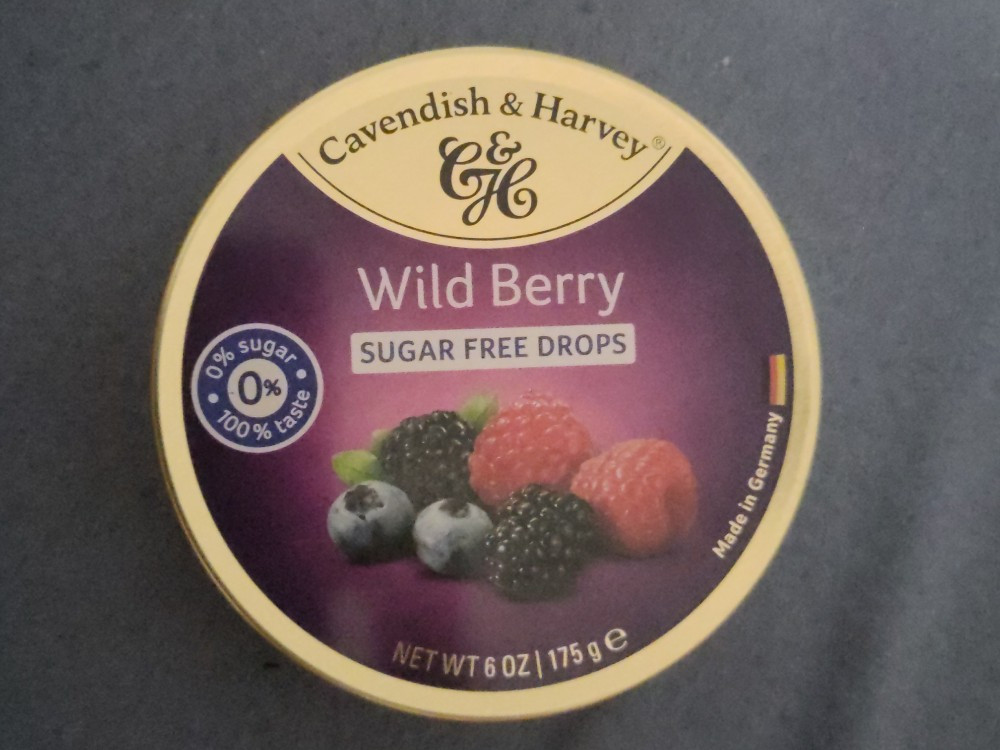 Cavendish & Harvey®
C&H
Wild Berry
SUGAR FREE DROPS
0% sugar
0%
100% taste
Made in Germany
NET WT 6 OZ | 175 g e